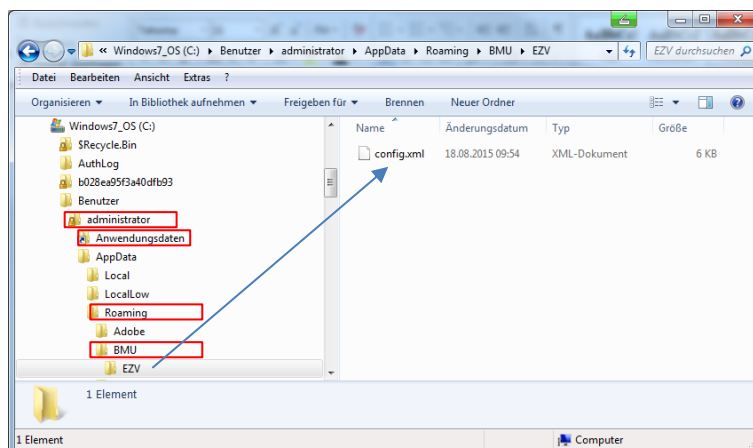 « Windows7_OS (C:) ▸ Benutzer ▸ administrator ▸ AppData ▸ Roaming ▸ BMU ▸ EZV
EZV durchsuchen
Datei Bearbeiten Ansicht Extras ?
Organisieren In Bibliothek aufnehmen Freigeben für Brennen Neuer Ordner
Windows7_OS (C:)
$Recycle.Bin
AuthLog
b028ea95f3a40dfb93
Benutzer
administrator
Anwendungsdaten
AppData
Local
LocalLow
Roaming
Adobe
BMU
EZV
Name Änderungsdatum Typ Größe
config.xml 18.08.2015 09:54 XML-Dokument 6 KB
1 Element
1 Element Computer